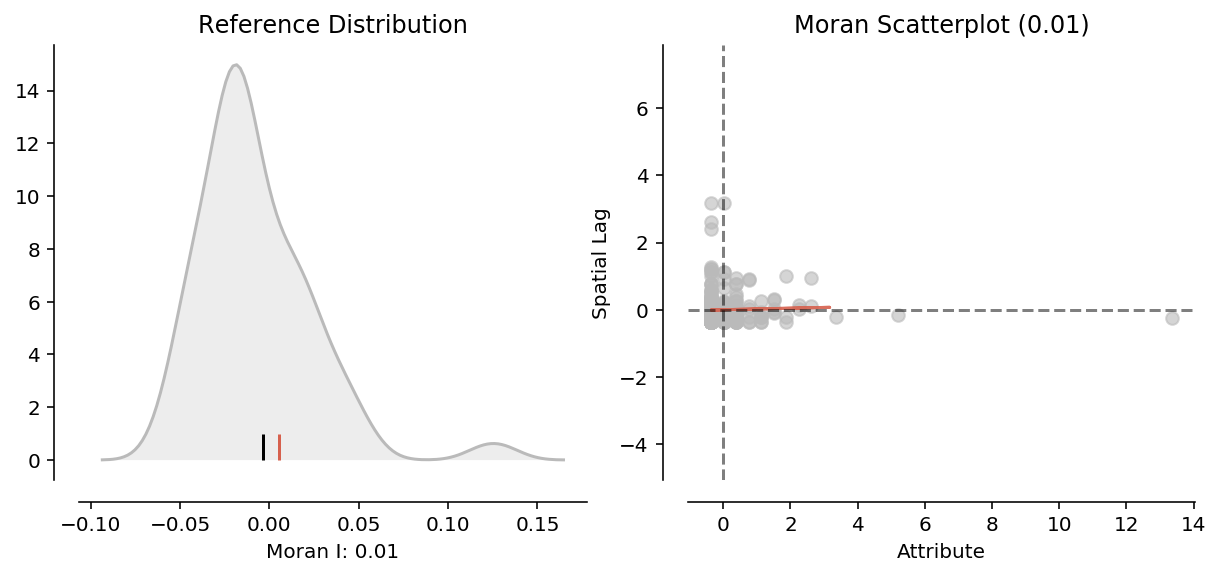 Reference Distribution
14
12
10
8
6
4
2
0
−0.10 −0.05 0.00 0.05 0.10 0.15
Moran I: 0.01
Moran Scatterplot (0.01)
Spatial Lag
6
4
2
0
−2
−4
0 2 4 6 8 10 12 14
Attribute